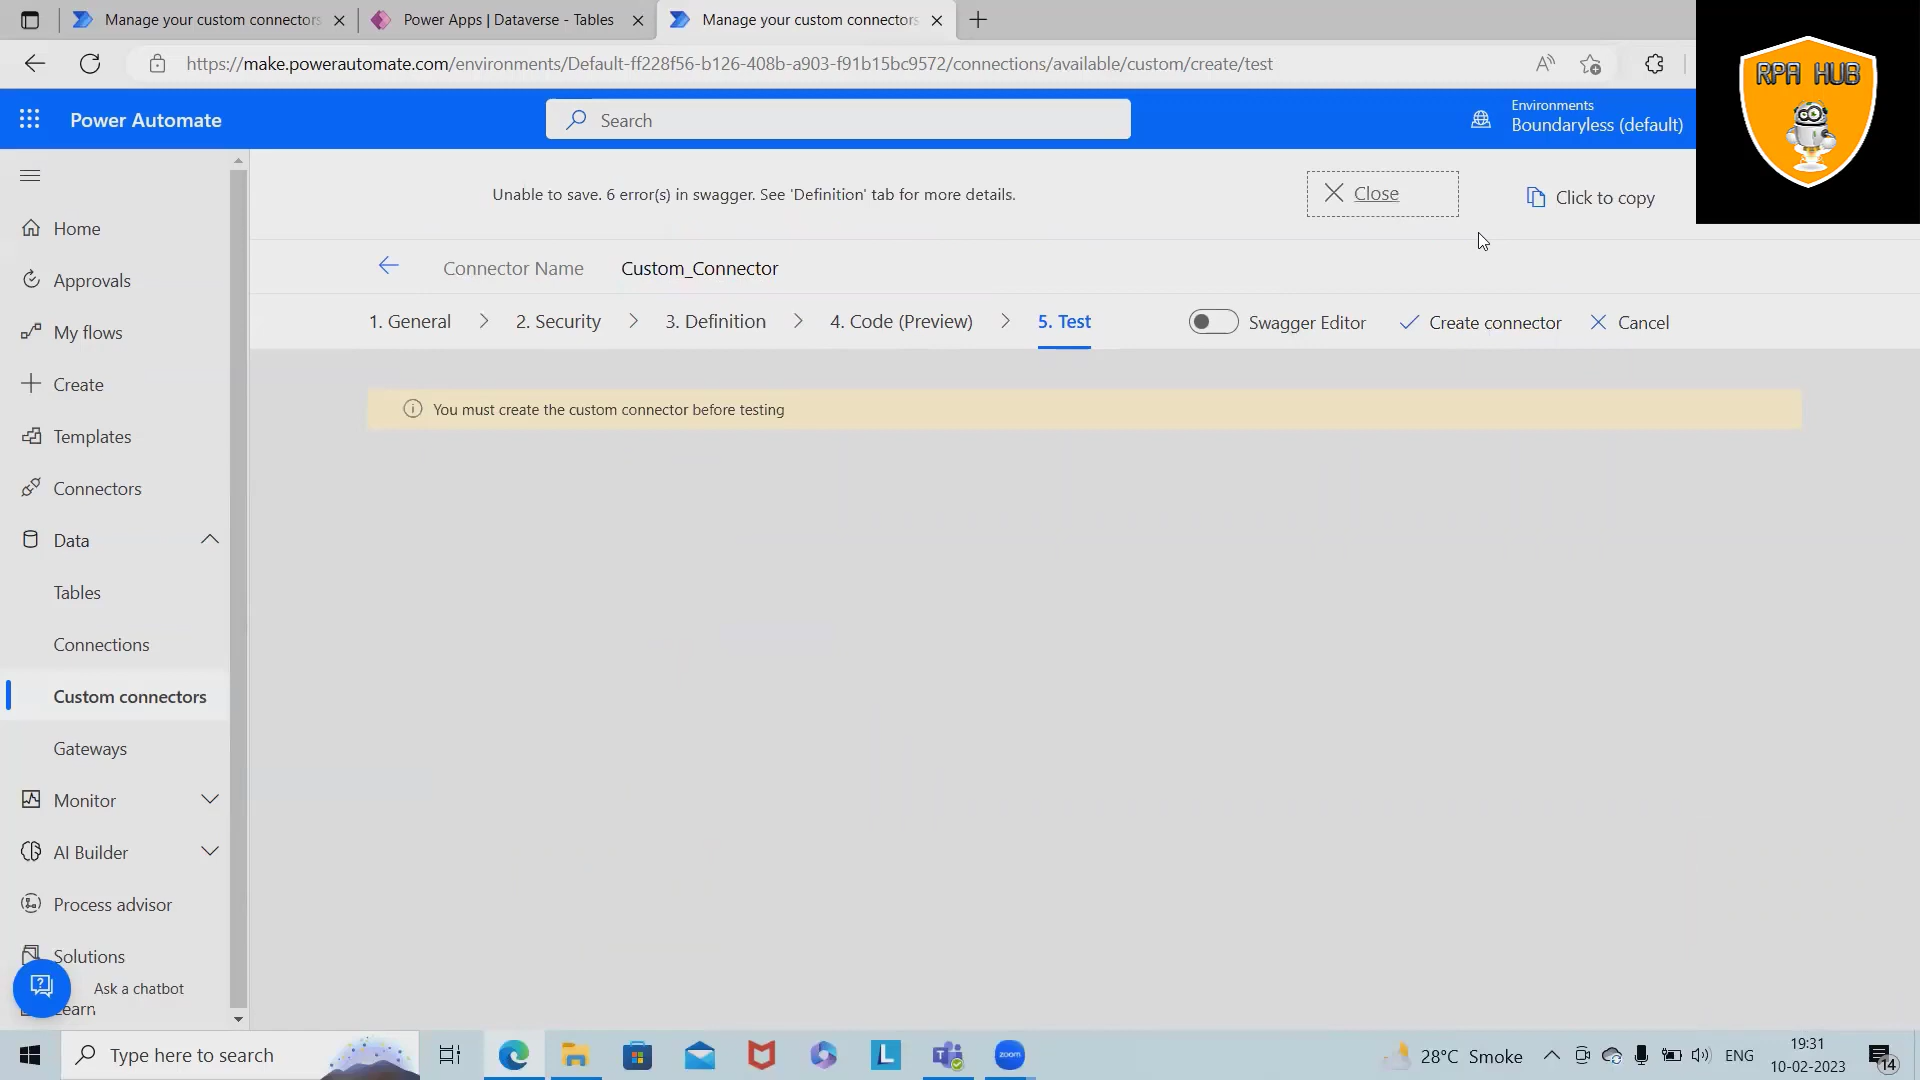 Manage your custom connectors
Power Apps | Dataverse - Tables
Manage your custom connectors
https://make.powerautomate.com/environments/Default-ff228f56-b126-408b-a903-f91b15bc9572/connections/available/custom/create/test
RPA HUB
Power Automate
Search
Environments
Boundaryless (default)
Unable to save. 6 error(s) in swagger. See 'Definition' tab for more details.
Close
Click to copy
Connector Name
Custom_Connector
1. General
2. Security
3. Definition
4. Code (Preview)
5. Test
Swagger Editor
Create connector
Cancel
You must create the custom connector before testing
Home
Approvals
My flows
Create
Templates
Connectors
Data
Tables
Connections
Custom connectors
Gateways
Monitor
AI Builder
Process advisor
Solutions
Ask a chatbot
earn
Type here to search
L
zoom
28°C Smoke
ENG
19:31
10-02-2023
14